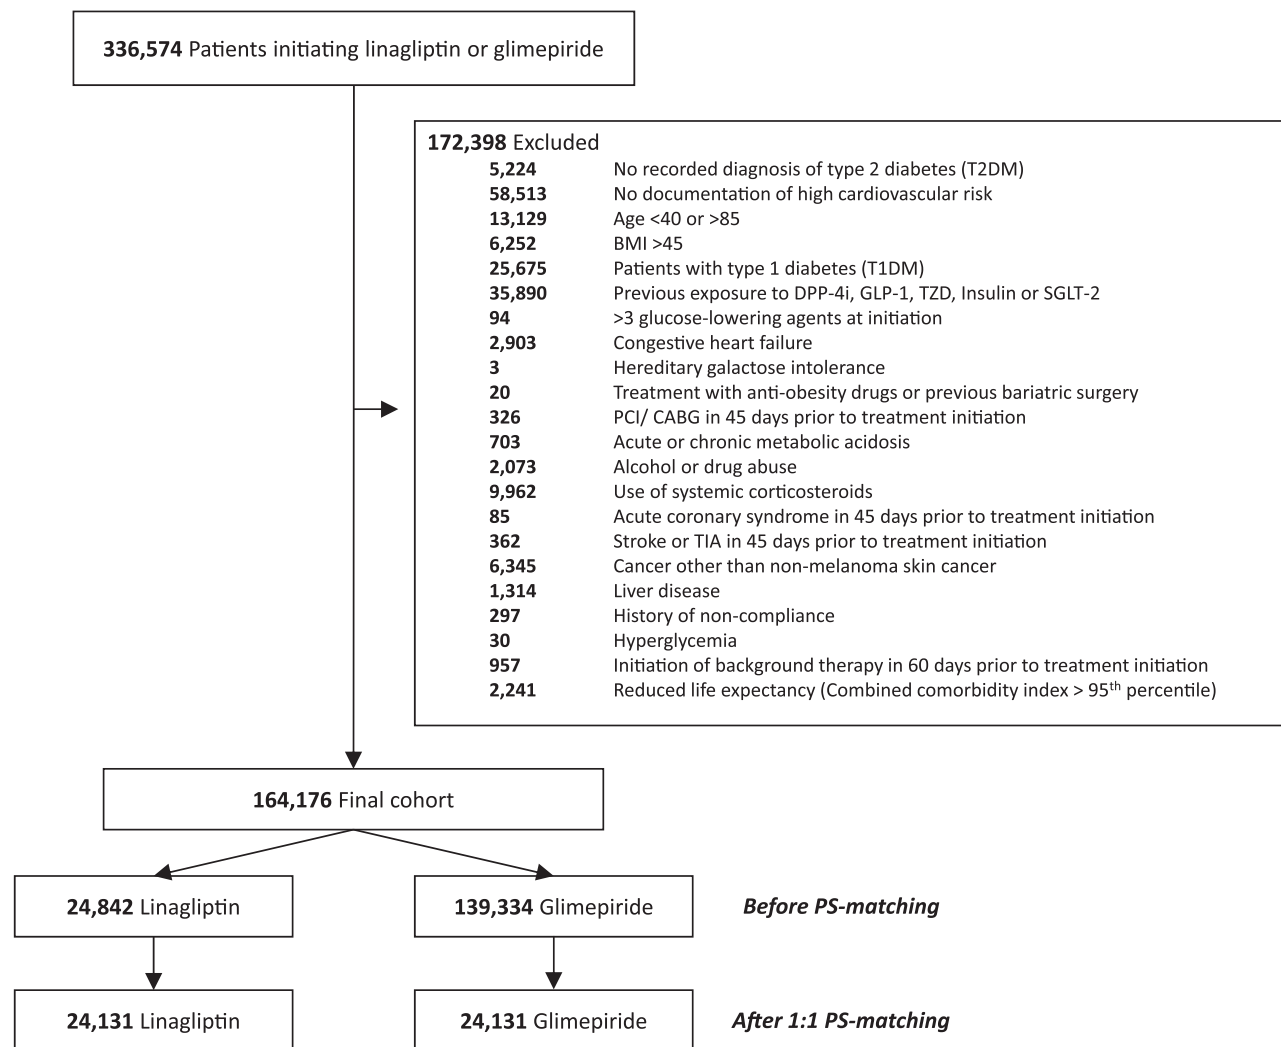 336,574 Patients initiating linagliptin or glimepiride
172,398 Excluded
5,224 No recorded diagnosis of type 2 diabetes (T2DM)
58,513 No documentation of high cardiovascular risk
13,129 Age <40 or >85
6,252 BMI >45
25,675 Patients with type 1 diabetes (T1DM)
35,890 Previous exposure to DPP-4i, GLP-1, TZD, Insulin or SGLT-2
94 >3 glucose-lowering agents at initiation
2,903 Congestive heart failure
3 Hereditary galactose intolerance
20 Treatment with anti-obesity drugs or previous bariatric surgery
326 PCI/ CABG in 45 days prior to treatment initiation
703 Acute or chronic metabolic acidosis
2,073 Alcohol or drug abuse
9,962 Use of systemic corticosteroids
85 Acute coronary syndrome in 45 days prior to treatment initiation
362 Stroke or TIA in 45 days prior to treatment initiation
6,345 Cancer other than non-melanoma skin cancer
1,314 Liver disease
297 History of non-compliance
30 Hyperglycemia
957 Initiation of background therapy in 60 days prior to treatment initiation
2,241 Reduced life expectancy (Combined comorbidity index > 95th percentile)
164,176 Final cohort
24,842 Linagliptin
139,334 Glimepiride
Before PS-matching
24,131 Linagliptin
24,131 Glimepiride
After 1:1 PS-matching